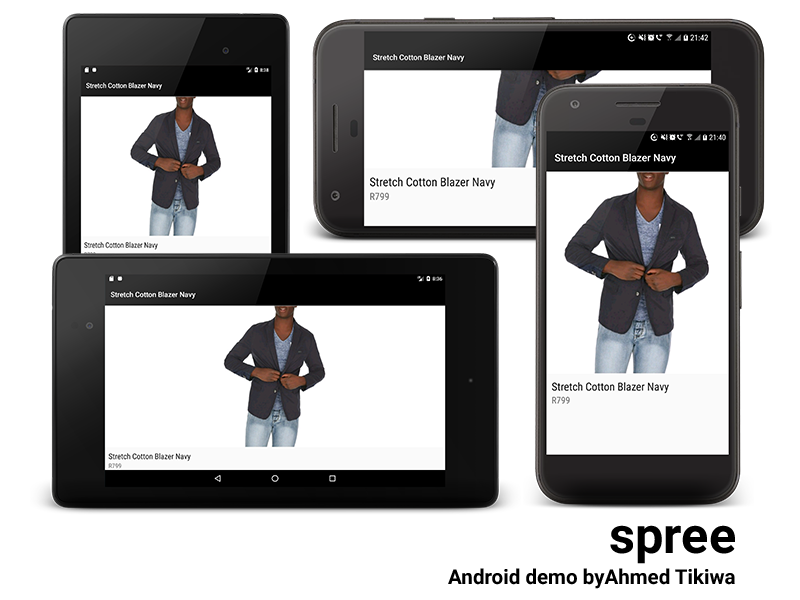 8:38
Stretch Cotton Blazer Navy
Stretch Cotton Blazer Navy
21:42
Stretch Cotton Blazer Navy
Stretch Cotton Blazer Navy
R799
21:40
Stretch Cotton Blazer Navy
Stretch Cotton Blazer Navy
R799
8:36
Stretch Cotton Blazer Navy
Stretch Cotton Blazer Navy
R799
spree
Android demo byAhmed Tikiwa